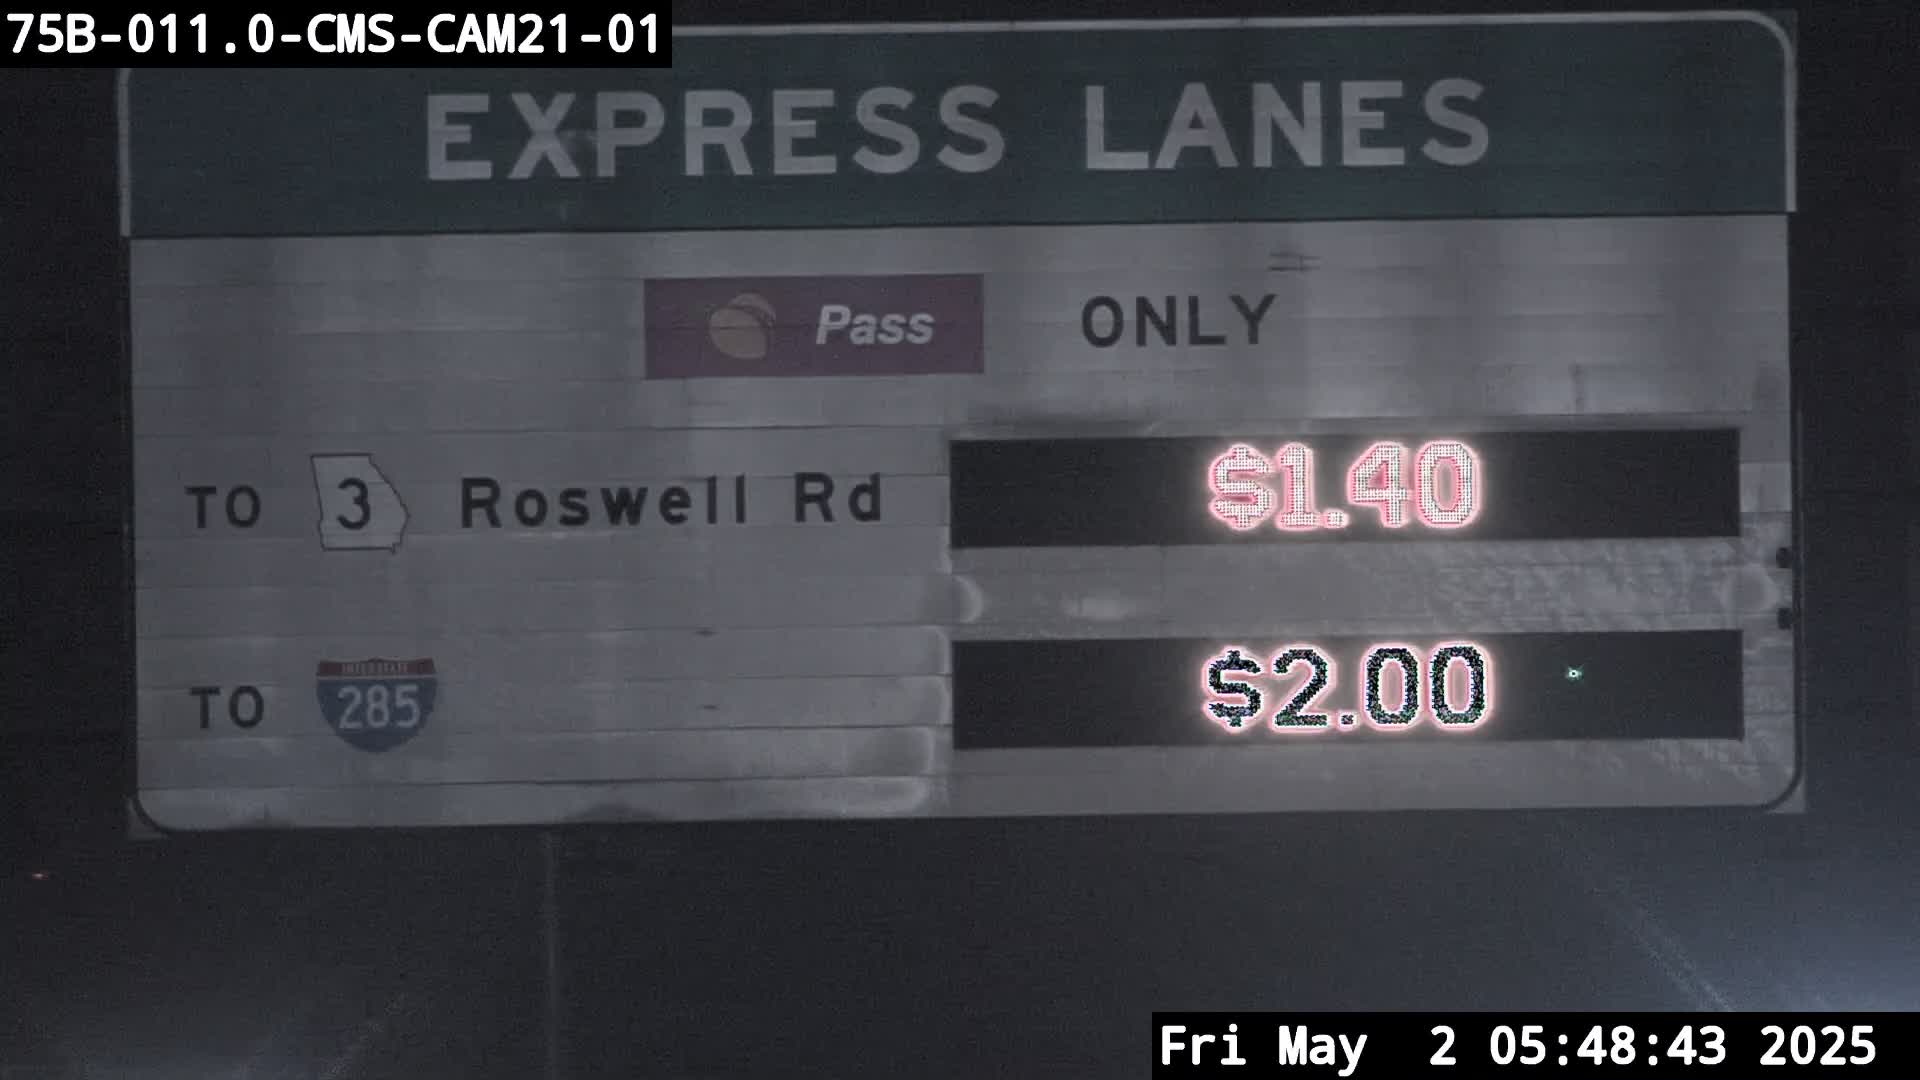 75B-011.0-CMS-CAM21-01
EXPRESS LANES
Pass ONLY
TO 3 Roswell Rd $1.40
TO INTERSTATE 285 $2.00
Fri May 2 05:48:43 2025